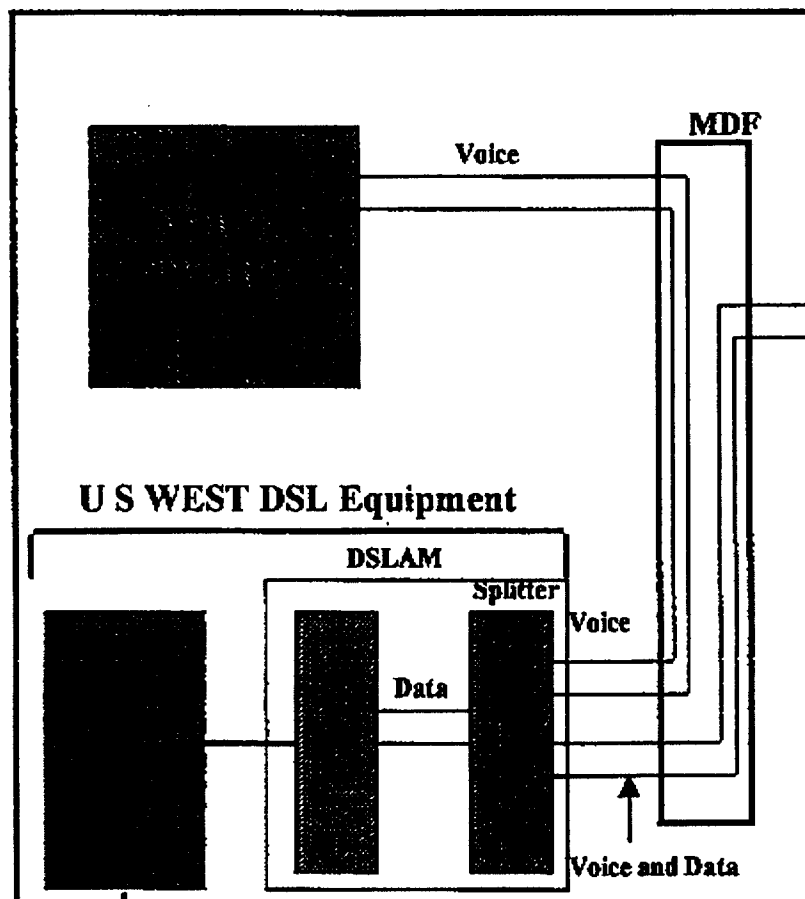 MDF
Voice
U S WEST DSL Equipment
DSLAM
Splitter
Voice
Data
Voice and Data